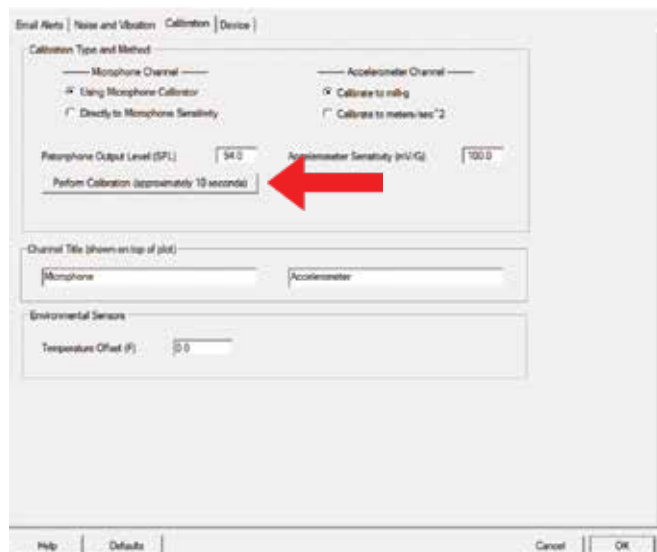 Email Alerts | Noise and Vibration | Calibration | Device
Calibration Type and Method
Microphone Channel
Accelerometer Channel
Using Microphone Calibrator
Calibrate to milli-g
Directly to Microphone Sensitivity
Calibrate to meters/sec^2
Pistonphone Output Level (SPL) 94.0
Accelerometer Sensitivity (mV/G) 100.0
Perform Calibration (approximately 10 seconds)
Channel Title (shown on top of plot)
Microphone
Accelerometer
Environmental Sensors
Temperature Offset (F) 0.0
Help
Defaults
Cancel
OK